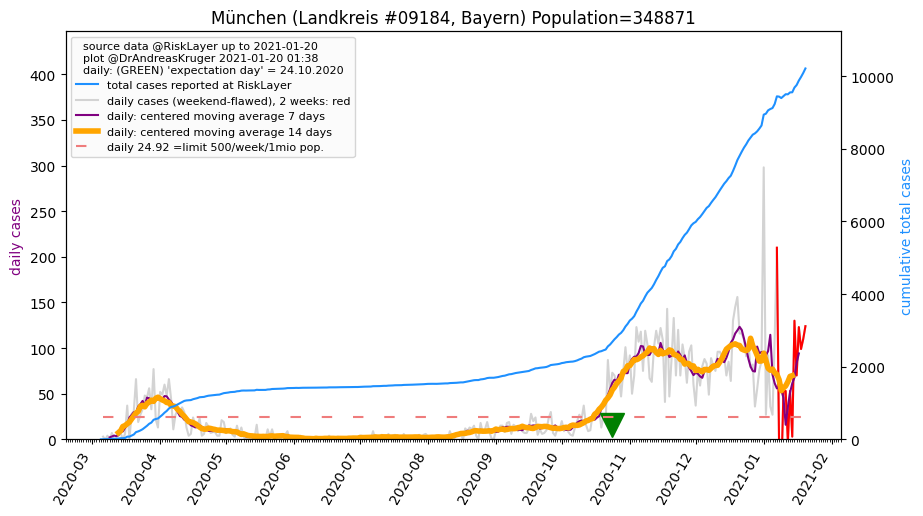 München (Landkreis #09184, Bayern) Population=348871
source data @RiskLayer up to 2021-01-20
plot @DrAndreasKruger 2021-01-20 01:38
daily: (GREEN) 'expectation day' = 24.10.2020
total cases reported at RiskLayer
daily cases (weekend-flawed), 2 weeks: red
daily: centered moving average 7 days
daily: centered moving average 14 days
daily 24.92 =limit 500/week/1mio pop.
daily cases
400
350
300
250
200
150
100
50
0
cumulative total cases
10000
8000
6000
4000
2000
0
2020-03
2020-04
2020-05
2020-06
2020-07
2020-08
2020-09
2020-10
2020-11
2020-12
2021-01
2021-02